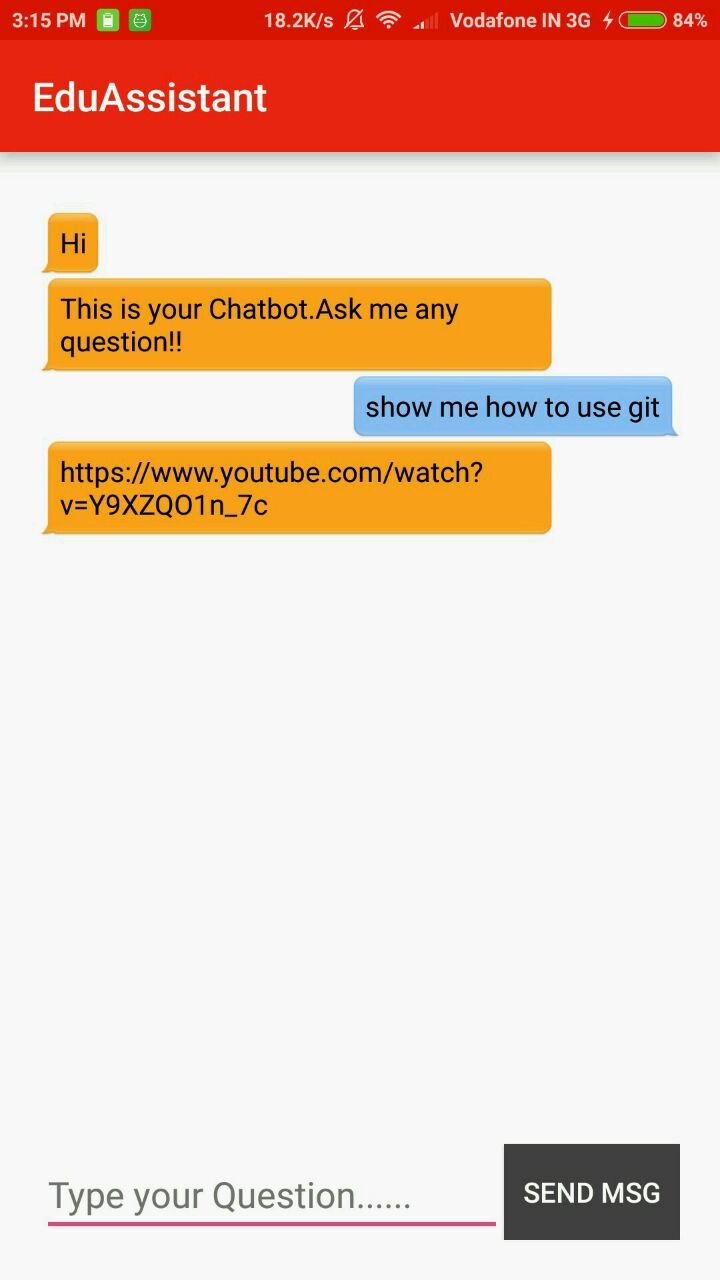 3:15 PM 18.2K/s Vodafone IN 3G 84%
EduAssistant
Hi
This is your Chatbot.Ask me any
question!!
show me how to use git
https://www.youtube.com/watch?
v=Y9XZQO1n_7c
Type your Question......
SEND MSG